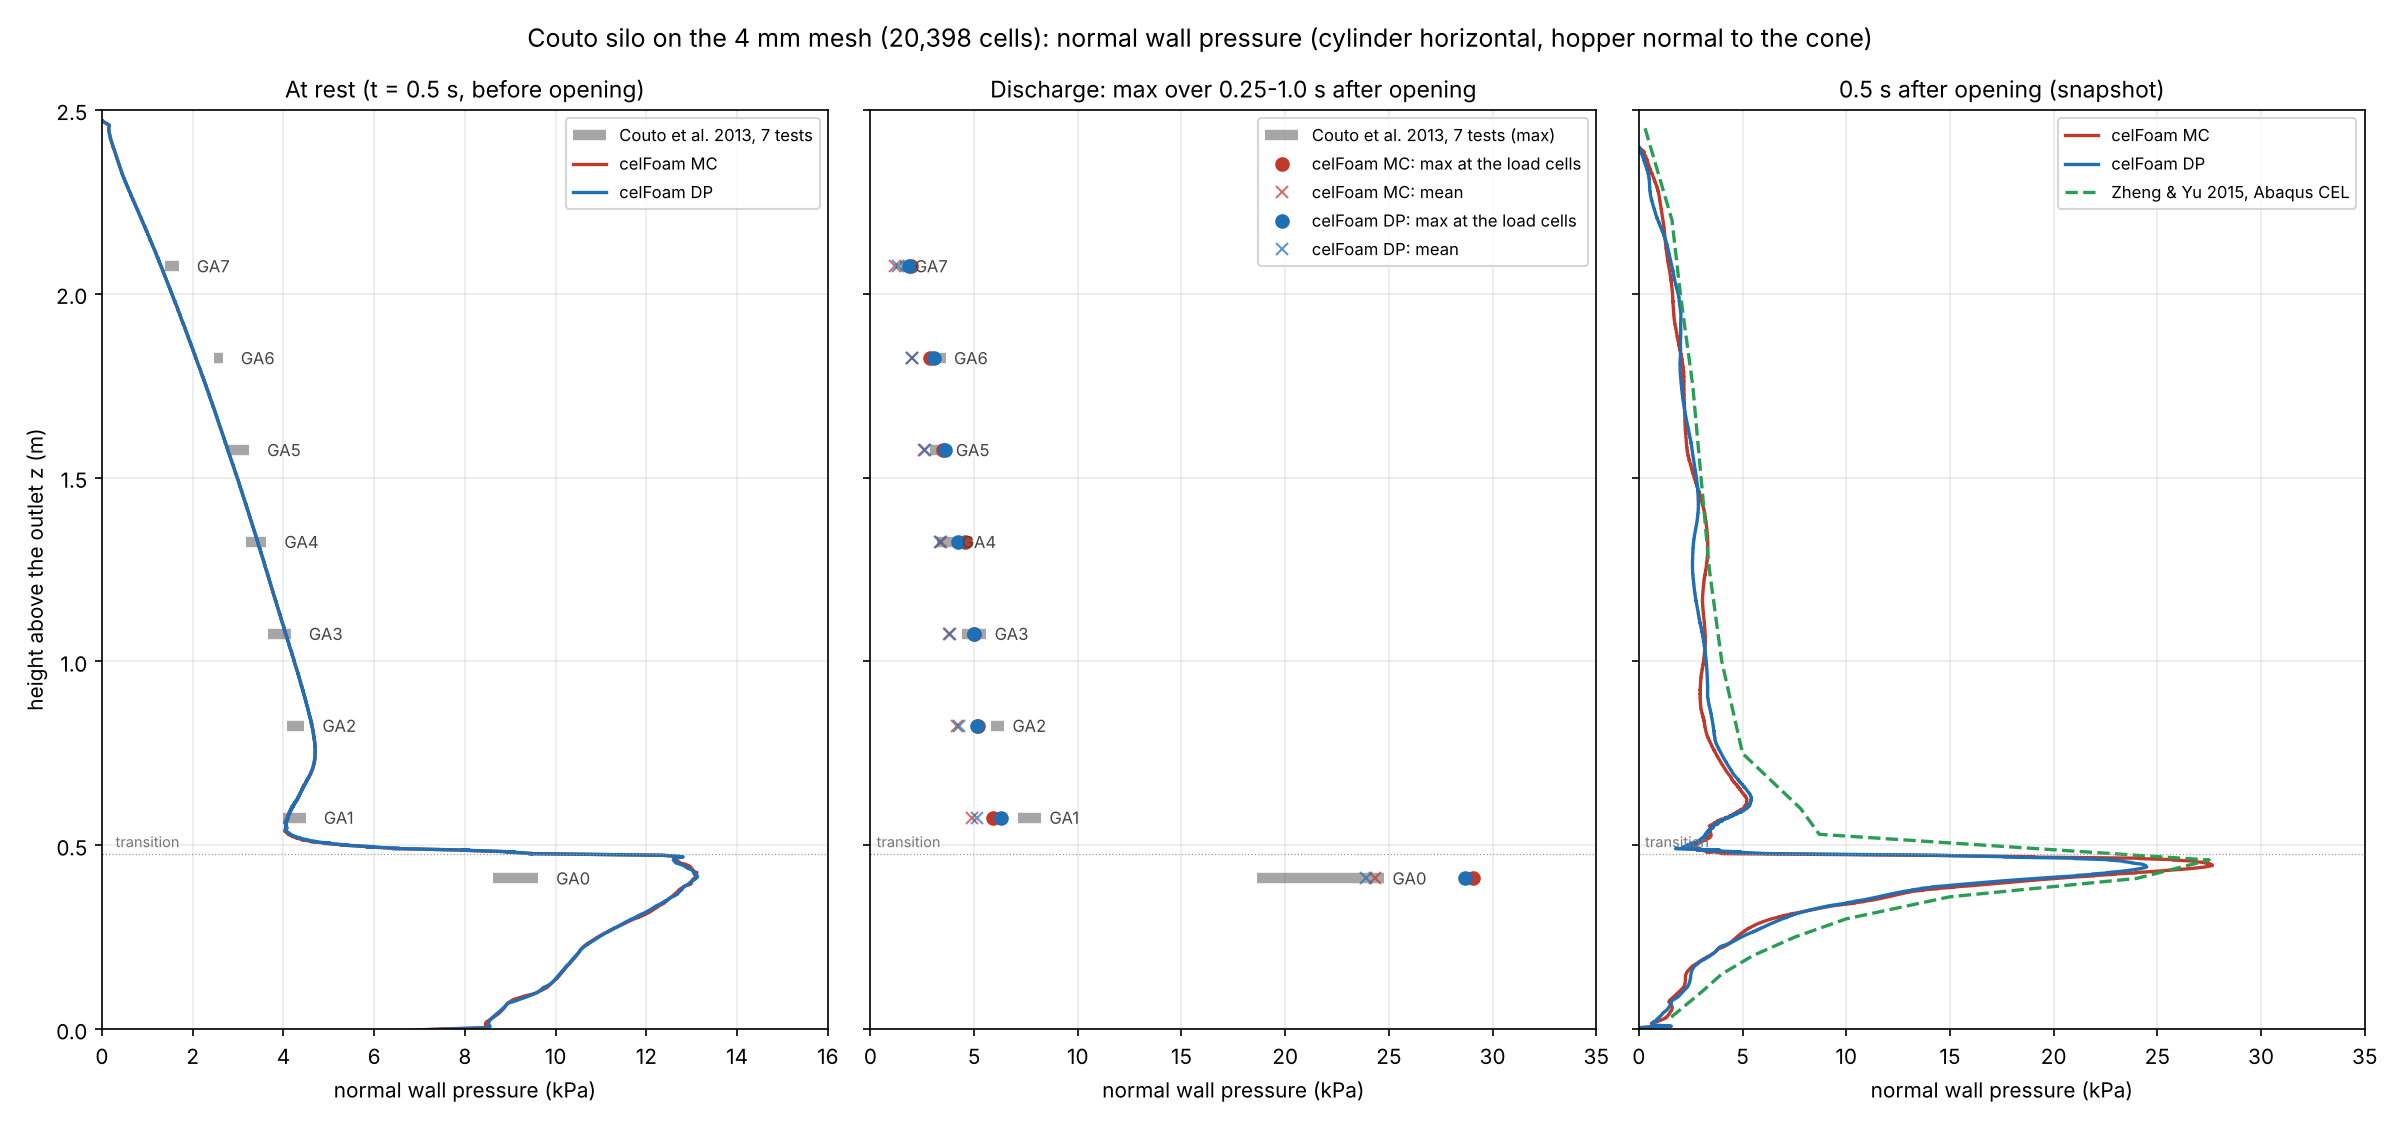 Couto silo on the 4 mm mesh (20,398 cells): normal wall pressure (cylinder horizontal, hopper normal to the cone)
At rest (t = 0.5 s, before opening)
height above the outlet z (m)
2.5
2.0
1.5
1.0
0.5
0.0
Couto et al. 2013, 7 tests
celFoam MC
celFoam DP
GA7
GA6
GA5
GA4
GA3
GA2
GA1
transition
GA0
0 2 4 6 8 10 12 14 16
normal wall pressure (kPa)
Discharge: max over 0.25-1.0 s after opening
Couto et al. 2013, 7 tests (max)
celFoam MC: max at the load cells
celFoam MC: mean
celFoam DP: max at the load cells
celFoam DP: mean
GA7
GA6
GA5
GA4
GA3
GA2
GA1
transition
GA0
0 5 10 15 20 25 30 35
normal wall pressure (kPa)
0.5 s after opening (snapshot)
celFoam MC
celFoam DP
Zheng & Yu 2015, Abaqus CEL
transition
0 5 10 15 20 25 30 35
normal wall pressure (kPa)